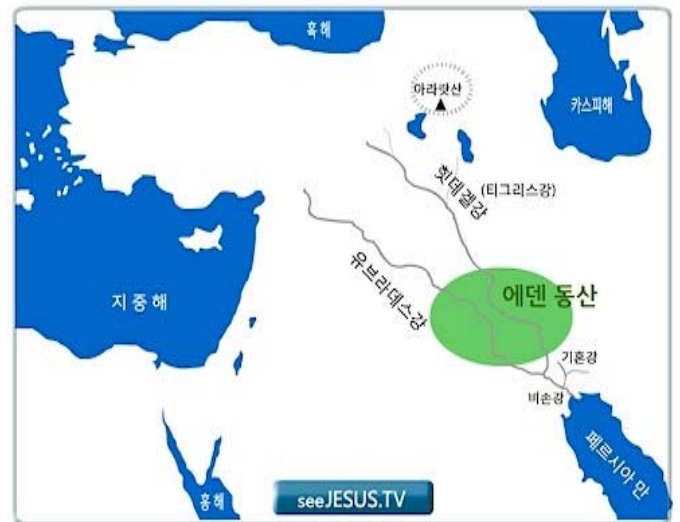 흑해
아라랏산
카스피해
힛데겔강
(티그리스강)
유브라데스강
에덴 동산
지중해
기혼강
비손강
페르시아 만
홍해
seeJESUS.TV